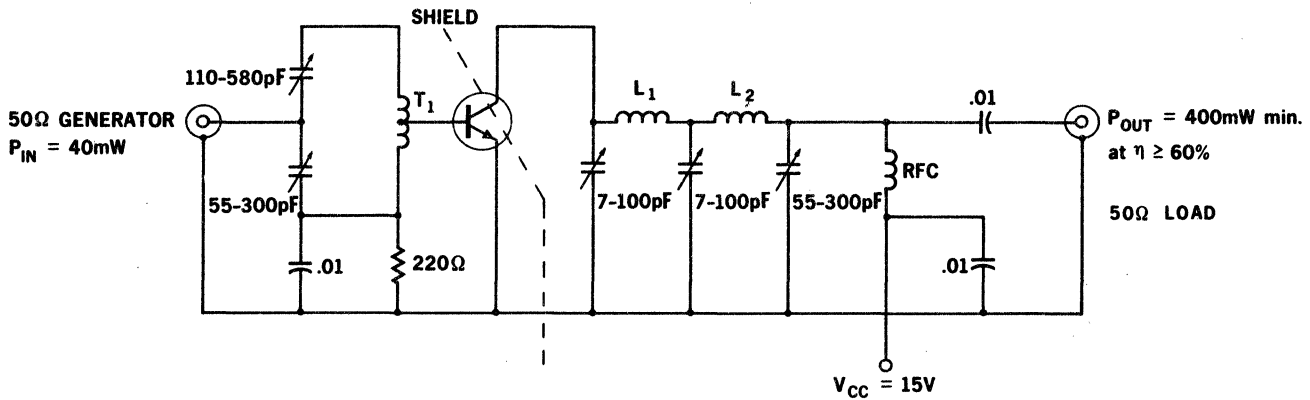 SHIELD
110-580pF
T1
L1
L2
.01
50Ω GENERATOR
PIN = 40mW
POUT = 400mW min.
at η ≥ 60%
55-300pF
7-100pF
7-100pF
55-300pF
RFC
50Ω LOAD
.01
220Ω
.01
VCC = 15V